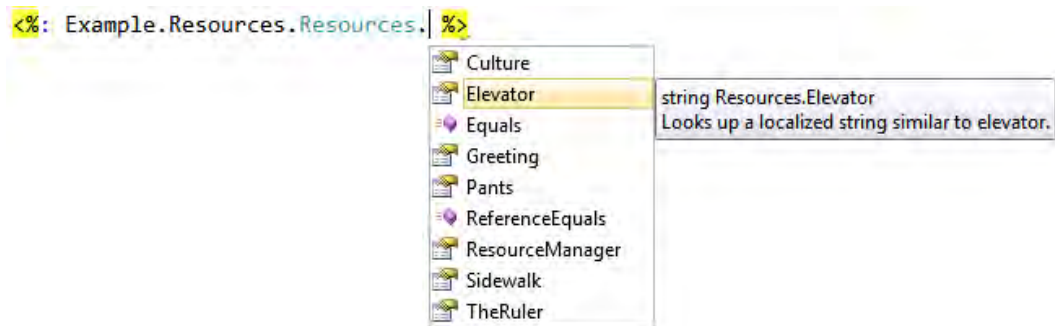 <%: Example.Resources.Resources. %>
Culture
Elevator
string Resources.Elevator
Looks up a localized string similar to elevator.
Equals
Greeting
Pants
ReferenceEquals
ResourceManager
Sidewalk
TheRuler